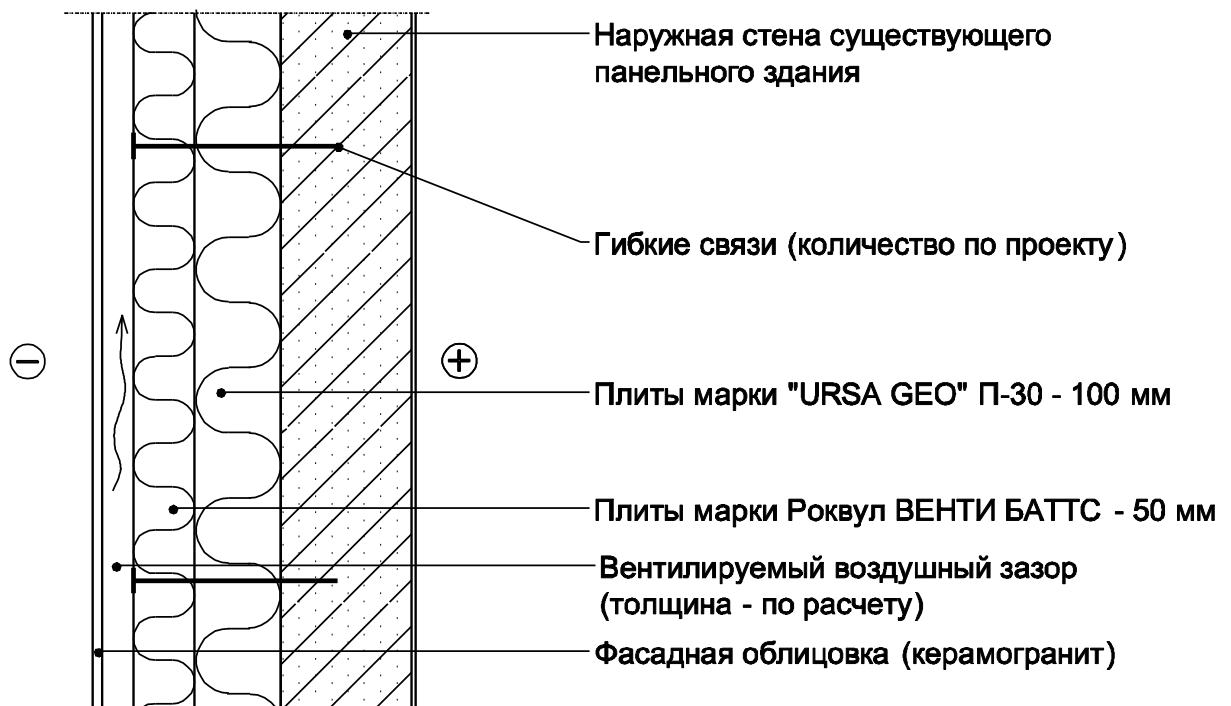 Наружная стена существующего
панельного здания
Гибкие связи (количество по проекту)
Плиты марки "URSA GEO" П-30 - 100 мм
Плиты марки Роквул ВЕНТИ БАТТС - 50 мм
Вентилируемый воздушный зазор
(толщина - по расчету)
Фасадная облицовка (керамогранит)